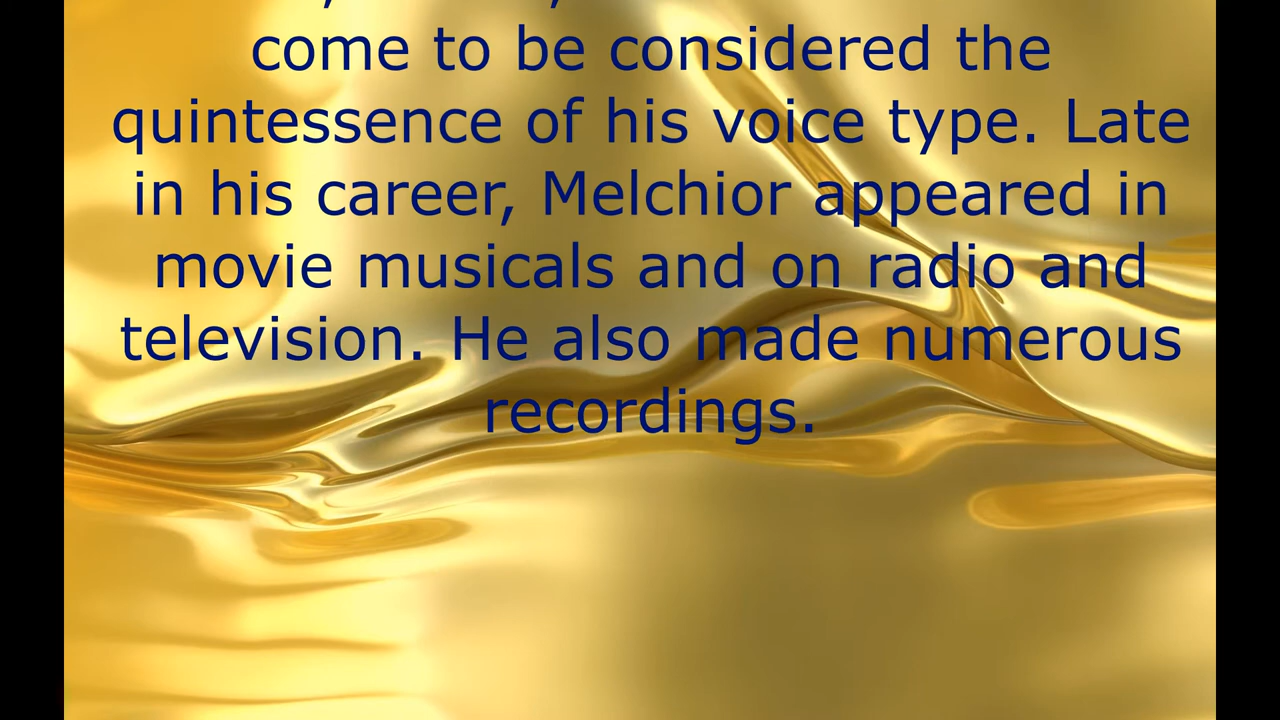 come to be considered the
quintessence of his voice type. Late
in his career, Melchior appeared in
movie musicals and on radio and
television. He also made numerous
recordings.